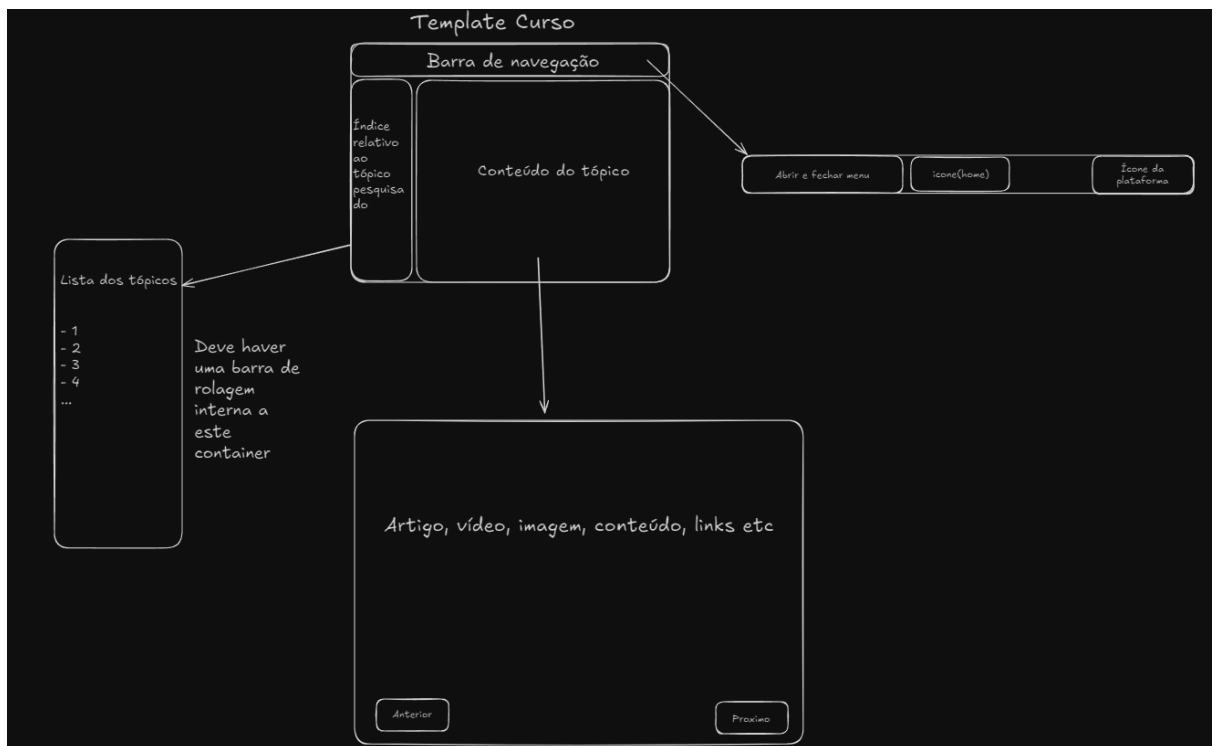 Template Curso
Barra de navegação
Índice
relativo
ao
tópico
pesquisa
do
Conteúdo do tópico
Abrir e fechar menu
icone(home)
Ícone da
plataforma
Lista dos tópicos
- 1
- 2
- 3
- 4
...
Deve haver
uma barra de
rolagem
interna a
este
container
Artigo, vídeo, imagem, conteúdo, links etc
Anterior
Proximo